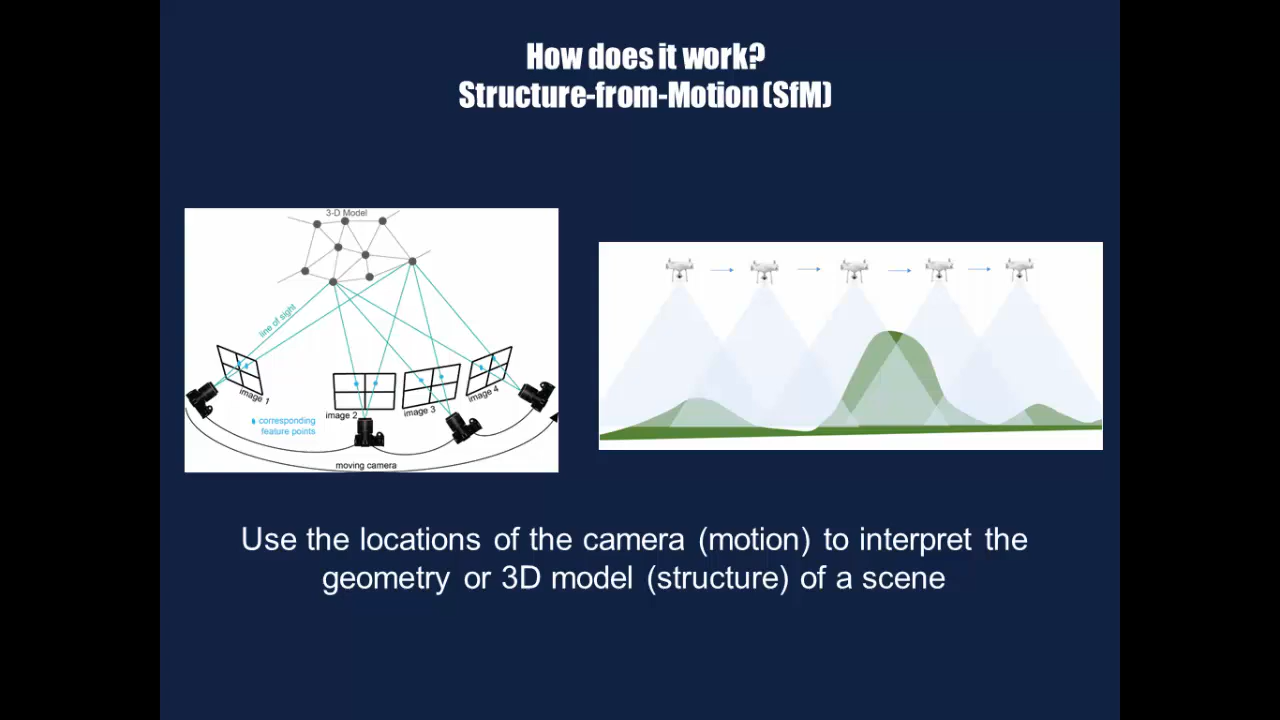 How does it work?
Structure-from-Motion (SfM)
3-D Model
line of sight
image 1
image 2
image 3
image 4
corresponding
feature points
moving camera
Use the locations of the camera (motion) to interpret the
geometry or 3D model (structure) of a scene